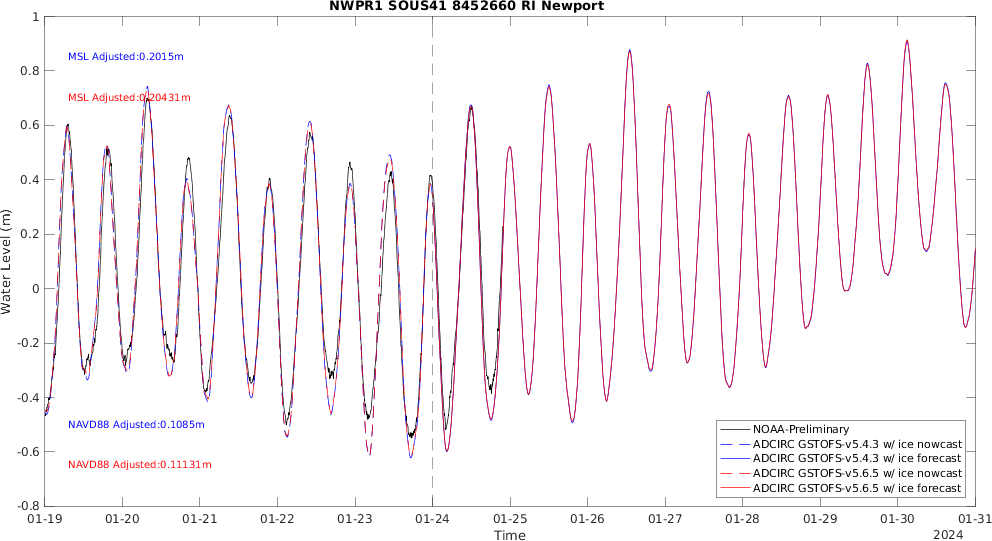 NWPR1 SOUS41 8452660 RI Newport
1
0.8
0.6
0.4
0.2
0
-0.2
-0.4
-0.6
-0.8
Water Level (m)
MSL Adjusted:0.2015m
MSL Adjusted:0.20431m
NAVD88 Adjusted:0.1085m
NAVD88 Adjusted:0.11131m
NOAA-Preliminary
ADCIRC GSTOFS-v5.4.3 w/ ice nowcast
ADCIRC GSTOFS-v5.4.3 w/ ice forecast
ADCIRC GSTOFS-v5.6.5 w/ ice nowcast
ADCIRC GSTOFS-v5.6.5 w/ ice forecast
01-19 01-20 01-21 01-22 01-23 01-24 01-25 01-26 01-27 01-28 01-29 01-30 01-31
Time
2024